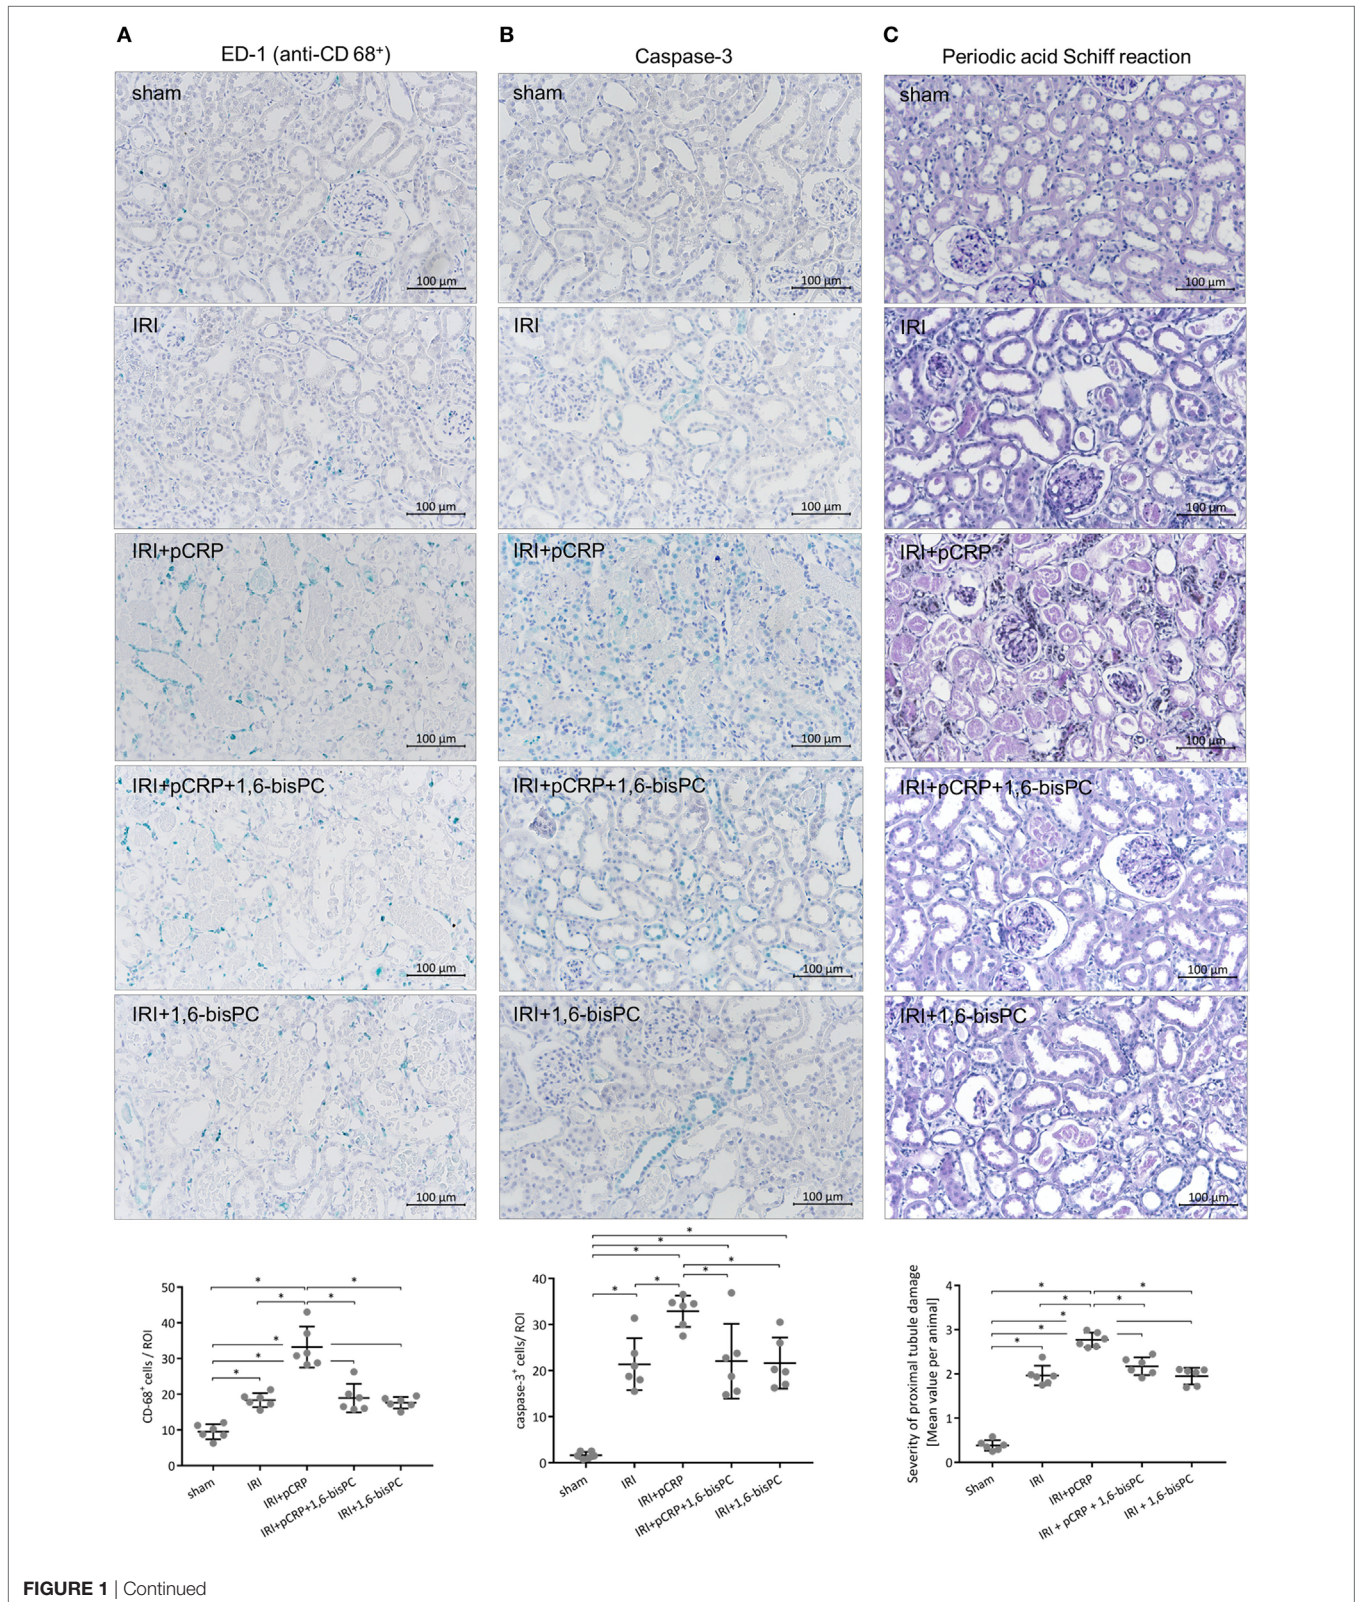 A
ED-1 (anti-CD 68⁺)
sham
100 µm
IRI
100 µm
IRI+pCRP
100 µm
IRI+pCRP+1,6-bisPC
100 µm
IRI+1,6-bisPC
100 µm
CD-68⁺ cells / ROI
50
40
30
20
10
0
* *
* *
*
*
*
sham
IRI
IRI+pCRP
IRI+pCRP+1,6-bisPC
IRI+1,6-bisPC
B
Caspase-3
sham
100 µm
IRI
100 µm
IRI+pCRP
100 µm
IRI+pCRP+1,6-bisPC
100 µm
IRI+1,6-bisPC
100 µm
caspase-3⁺ cells/ ROI
40
30
20
10
0
*
*
* *
* *
*
sham
IRI
IRI+pCRP
IRI+pCRP+1,6-bisPC
IRI+1,6-bisPC
C
Periodic acid Schiff reaction
sham
100 µm
IRI
100 µm
IRI+pCRP
100 µm
IRI+pCRP+1,6-bisPC
100 µm
IRI+1,6-bisPC
100 µm
Severity of proximal tubule damage
[Mean value per animal]
4
3
2
1
0
* *
* *
*
*
*
Sham
IRI
IRI+pCRP
IRI + pCRP + 1,6-bisPC
IRI + 1,6-bisPC
FIGURE 1 | Continued